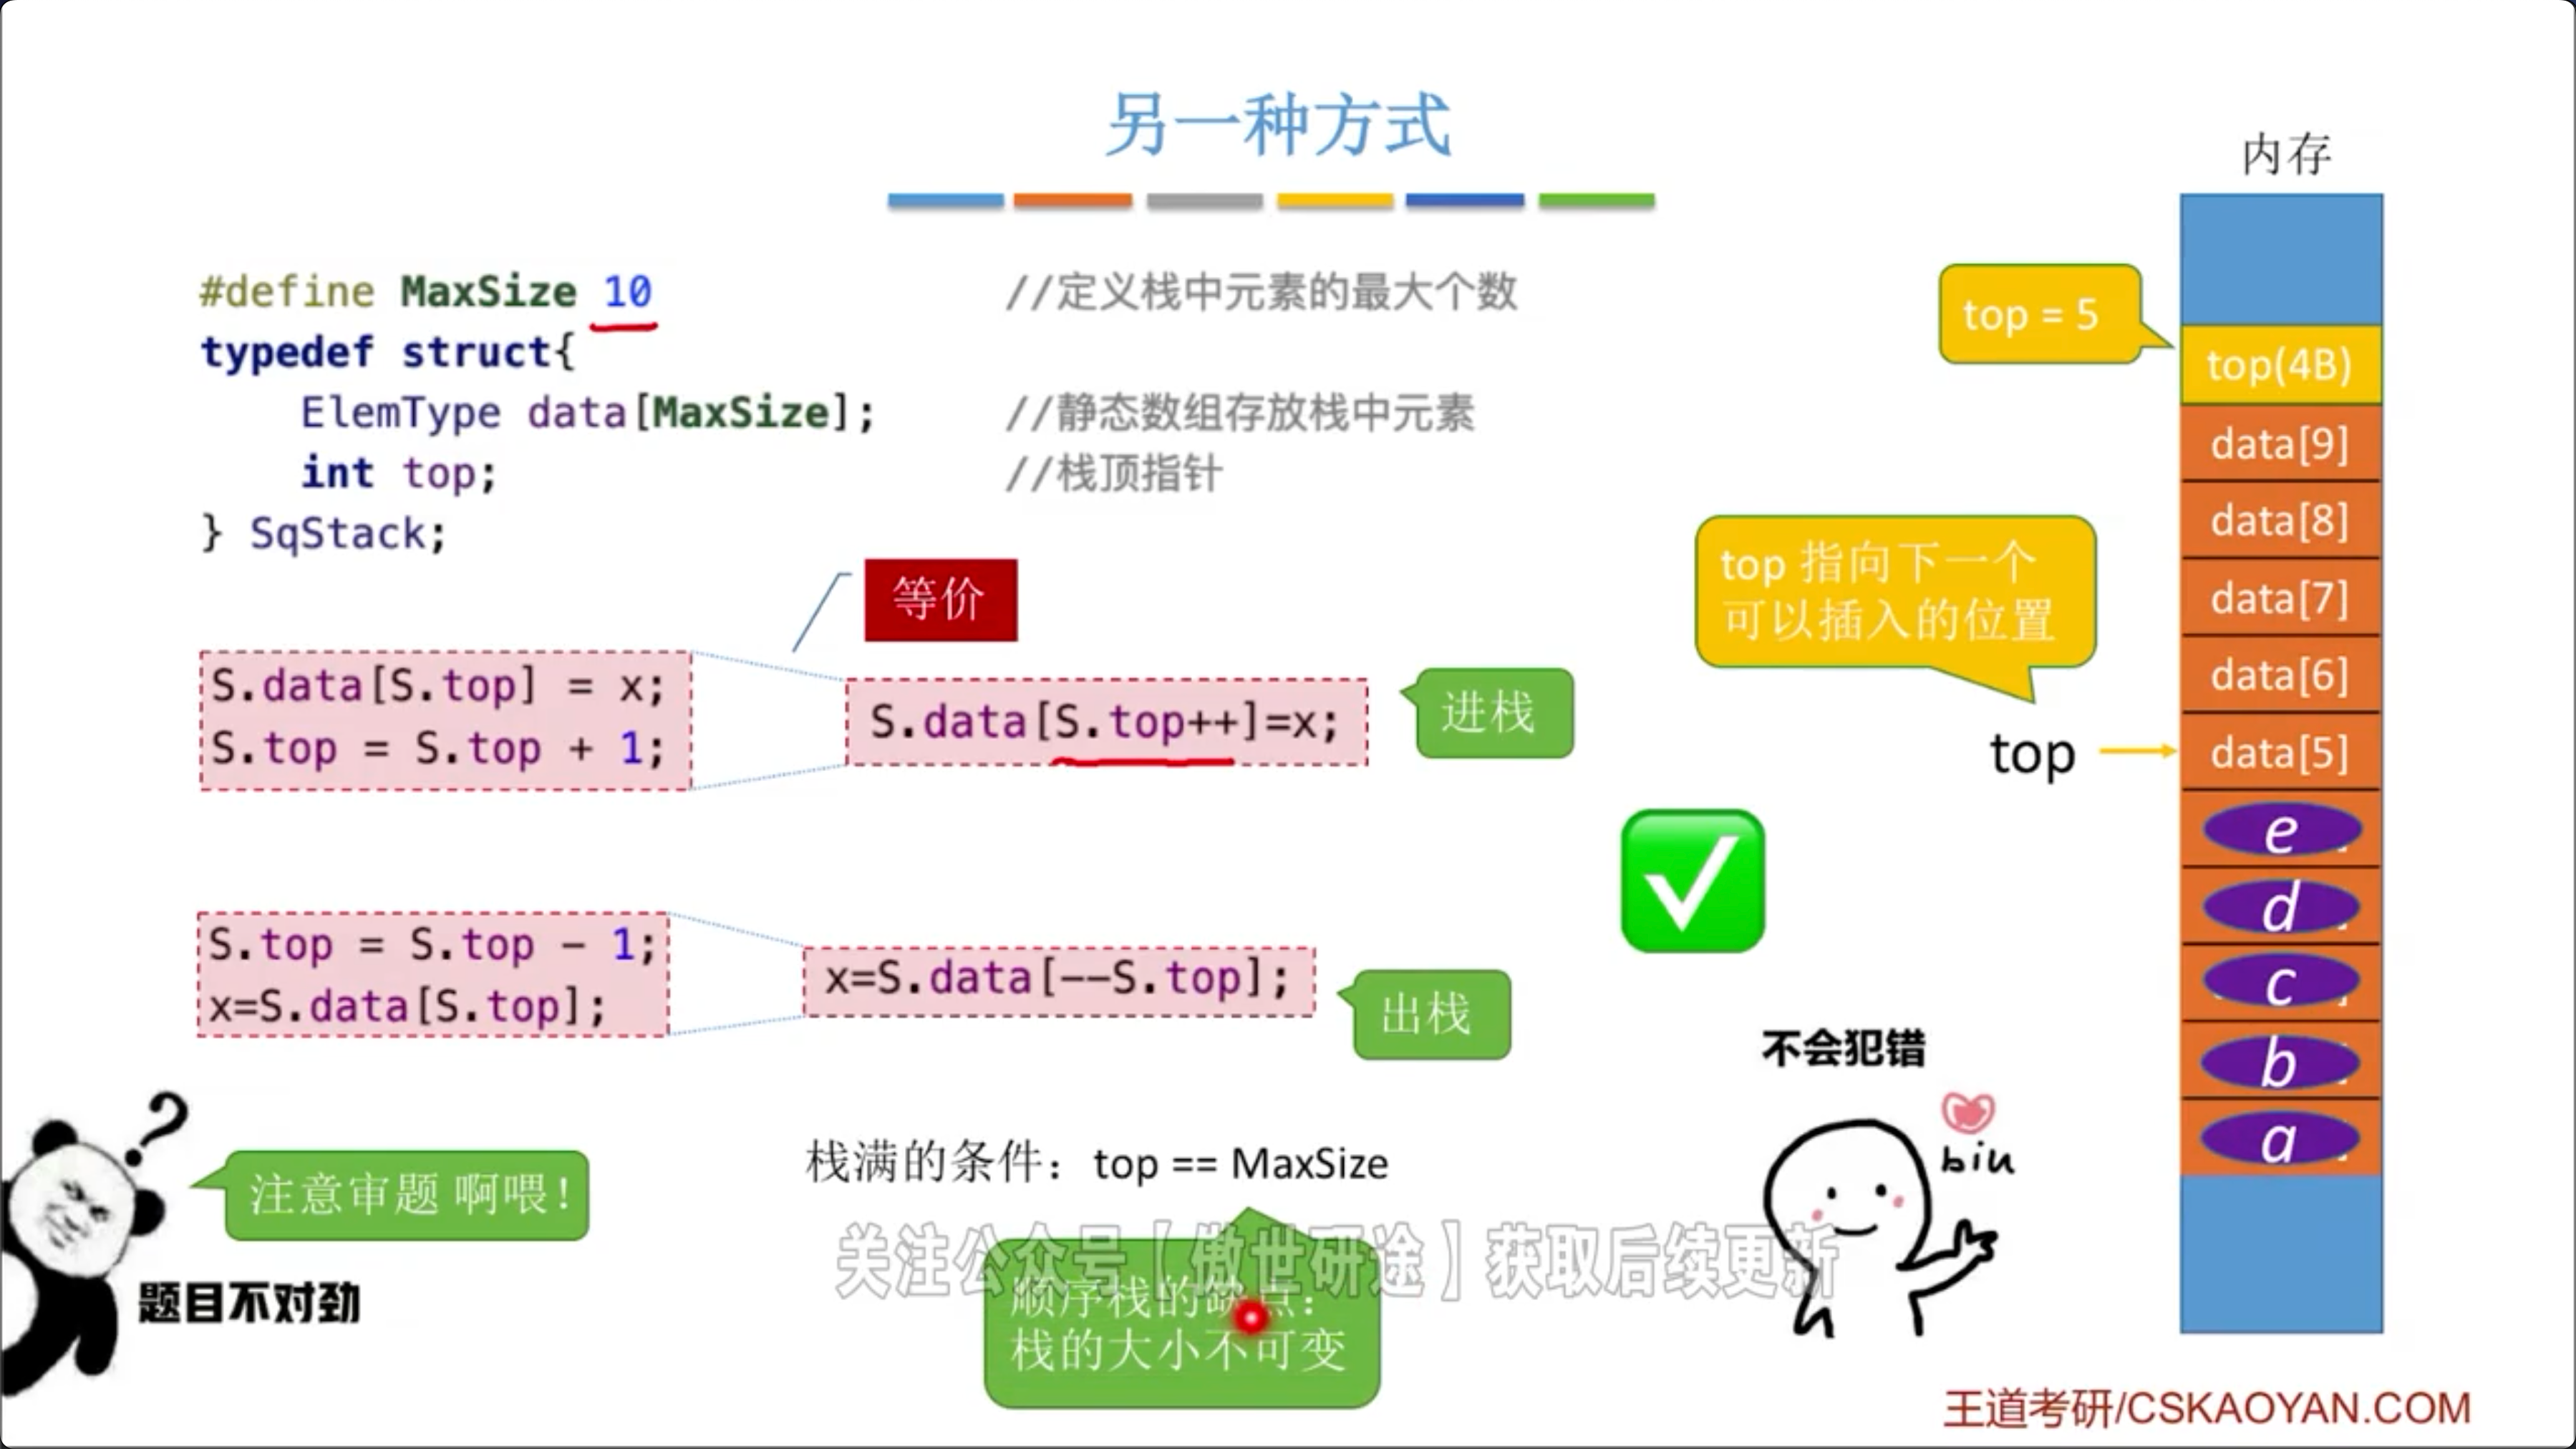 另一种方式
内存
#define MaxSize 10 //定义栈中元素的最大个数
typedef struct{
ElemType data[MaxSize]; //静态数组存放栈中元素
int top; //栈顶指针
} SqStack;
top = 5
top(4B)
data[9]
data[8]
data[7]
data[6]
data[5]
e
d
c
b
a
top 指向下一个
可以插入的位置
top
等价
S.data[S.top] = x;
S.top = S.top + 1;
S.data[S.top++]=x;
进栈
S.top = S.top - 1;
x=S.data[S.top];
x=S.data[--S.top];
出栈
不会犯错
biu
注意审题 啊喂！
题目不对劲
栈满的条件：top == MaxSize
关注公众号【傲世研途】获取后续更新
顺序栈的缺点：
栈的大小不可变
王道考研/CSKAOYAN.COM